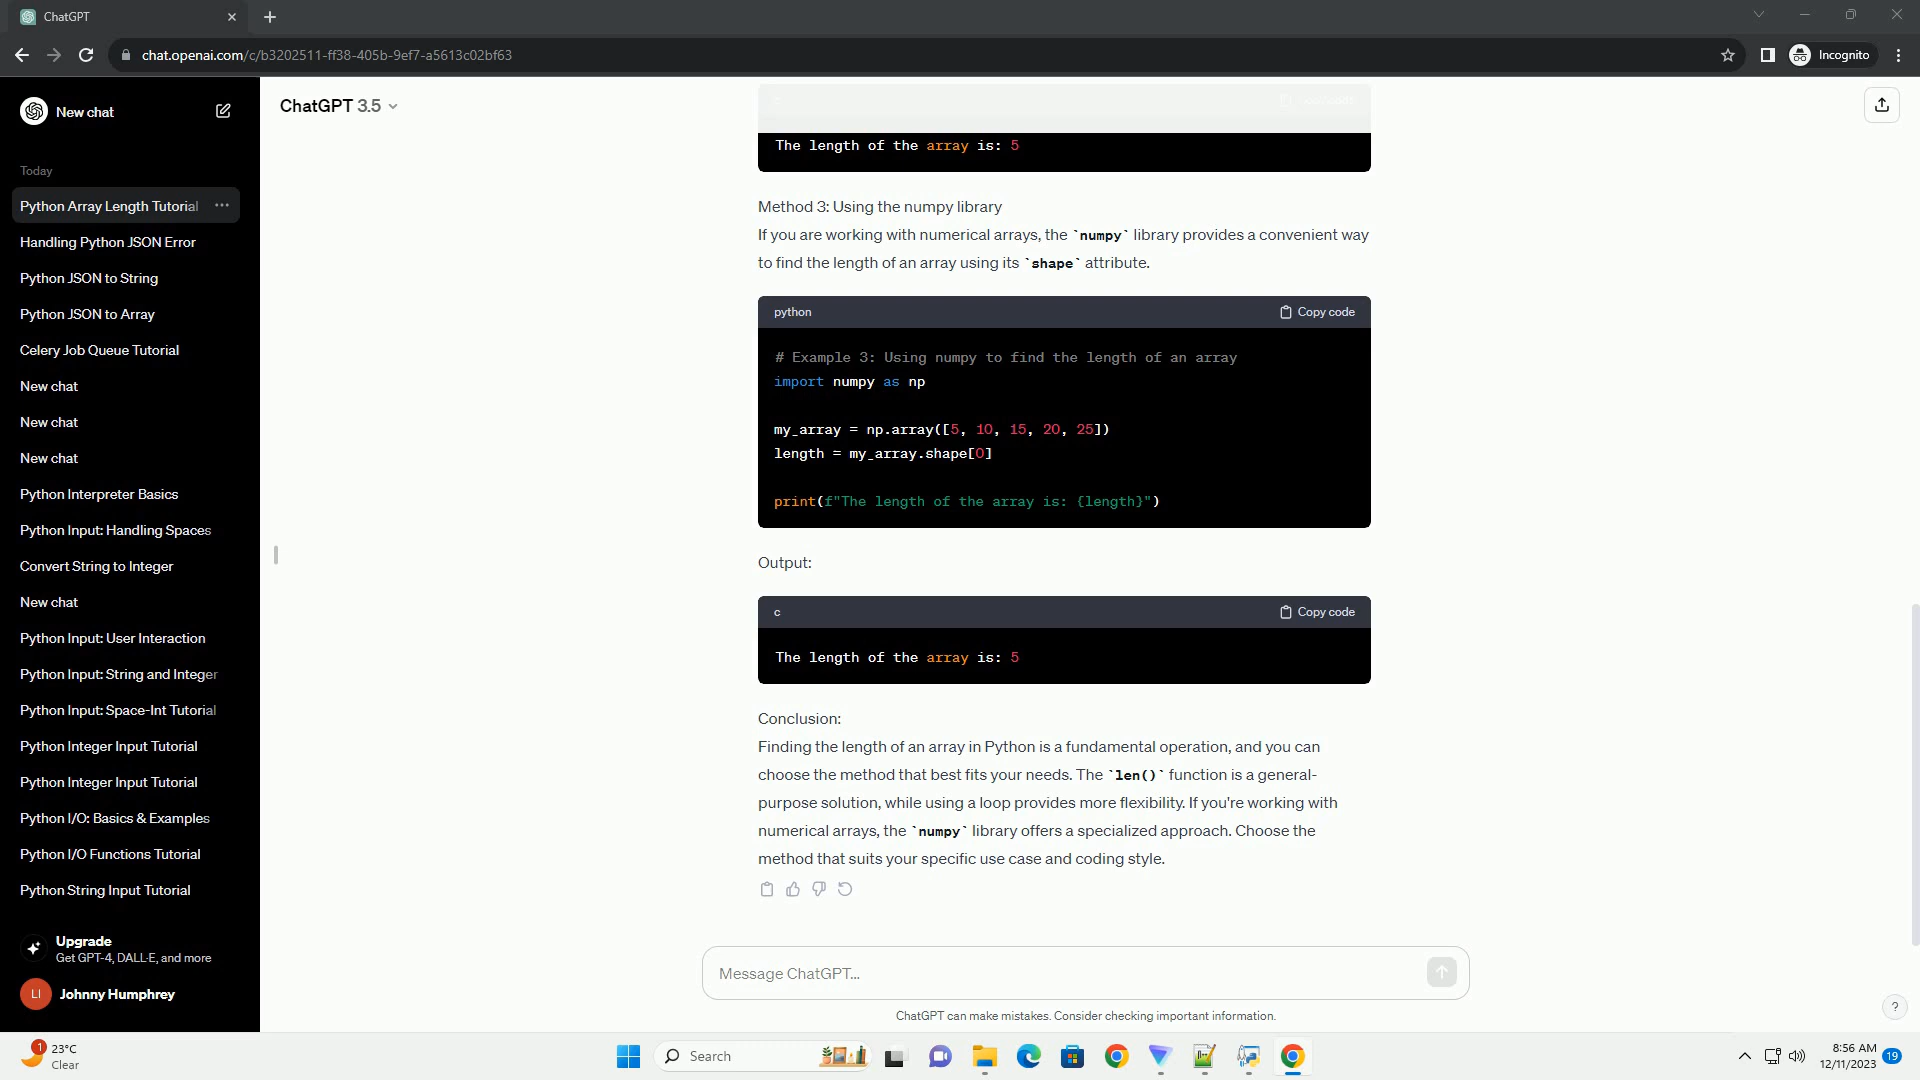 ChatGPT
chat.openai.com/c/b3202511-ff38-405b-9ef7-a5613c02bf63
Incognito
New chat
Today
Python Array Length Tutorial
Handling Python JSON Error
Python JSON to String
Python JSON to Array
Celery Job Queue Tutorial
New chat
New chat
New chat
Python Interpreter Basics
Python Input: Handling Spaces
Convert String to Integer
New chat
Python Input: User Interaction
Python Input: String and Integer
Python Input: Space-Int Tutorial
Python Integer Input Tutorial
Python Integer Input Tutorial
Python I/O: Basics & Examples
Python I/O Functions Tutorial
Python String Input Tutorial
Upgrade
Get GPT-4, DALL·E, and more
LI
Johnny Humphrey
ChatGPT 3.5
The length of the array is: 5
Method 3: Using the numpy library
If you are working with numerical arrays, the `numpy` library provides a convenient way
to find the length of an array using its `shape` attribute.
python
Copy code
# Example 3: Using numpy to find the length of an array
import numpy as np
my_array = np.array([5, 10, 15, 20, 25])
length = my_array.shape[0]
print(f"The length of the array is: {length}")
Output:
c
Copy code
The length of the array is: 5
Conclusion:
Finding the length of an array in Python is a fundamental operation, and you can
choose the method that best fits your needs. The `len()` function is a general-
purpose solution, while using a loop provides more flexibility. If you're working with
numerical arrays, the `numpy` library offers a specialized approach. Choose the
method that suits your specific use case and coding style.
Message ChatGPT...
ChatGPT can make mistakes. Consider checking important information.
?
1
23°C
Clear
Search
8:56 AM
12/11/2023
19